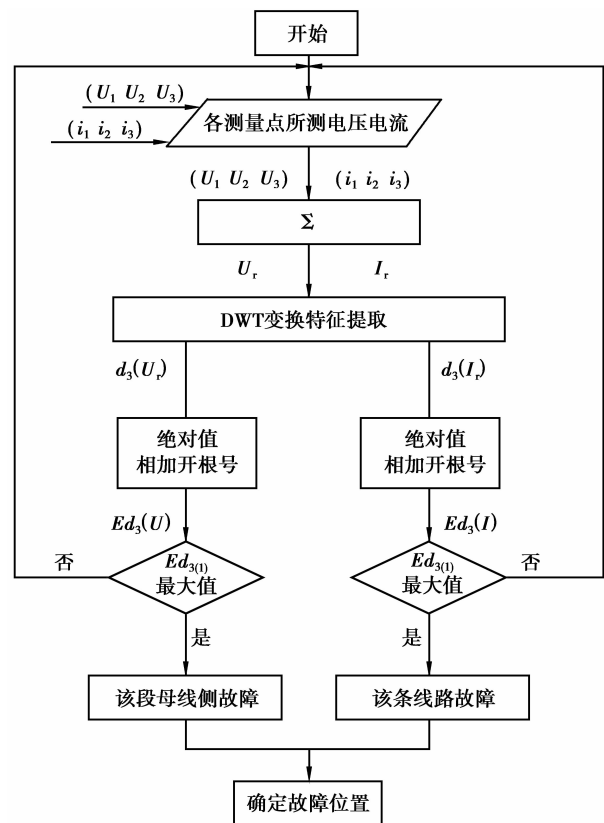 开始
(U₁ U₂ U₃)
(i₁ i₂ i₃)
各测量点所测电压电流
(U₁ U₂ U₃) (i₁ i₂ i₃)
Σ
Uᵣ Iᵣ
DWT变换特征提取
d₃(Uᵣ) d₃(Iᵣ)
绝对值
相加开根号
绝对值
相加开根号
Ed₃(U) Ed₃(I)
否
Ed₃₍₁₎
最大值
Ed₃₍₁₎
最大值
否
是 是
该段母线侧故障
该条线路故障
确定故障位置